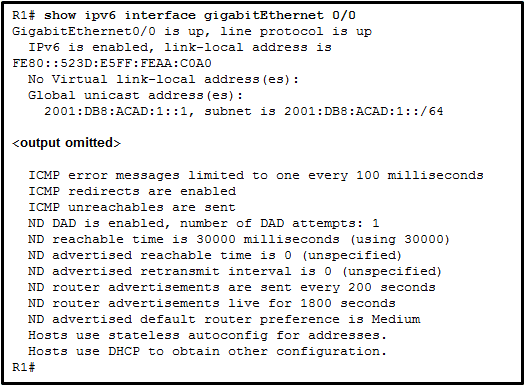 R1# show ipv6 interface gigabitEthernet 0/0
GigabitEthernet0/0 is up, line protocol is up
IPv6 is enabled, link-local address is
FE80::523D:E5FF:FEAA:C0A0
No Virtual link-local address(es):
Global unicast address(es):
2001:DB8:ACAD:1::1, subnet is 2001:DB8:ACAD:1::/64
<output omitted>
ICMP error messages limited to one every 100 milliseconds
ICMP redirects are enabled
ICMP unreachables are sent
ND DAD is enabled, number of DAD attempts: 1
ND reachable time is 30000 milliseconds (using 30000)
ND advertised reachable time is 0 (unspecified)
ND advertised retransmit interval is 0 (unspecified)
ND router advertisements are sent every 200 seconds
ND router advertisements live for 1800 seconds
ND advertised default router preference is Medium
Hosts use stateless autoconfig for addresses.
Hosts use DHCP to obtain other configuration.
R1#